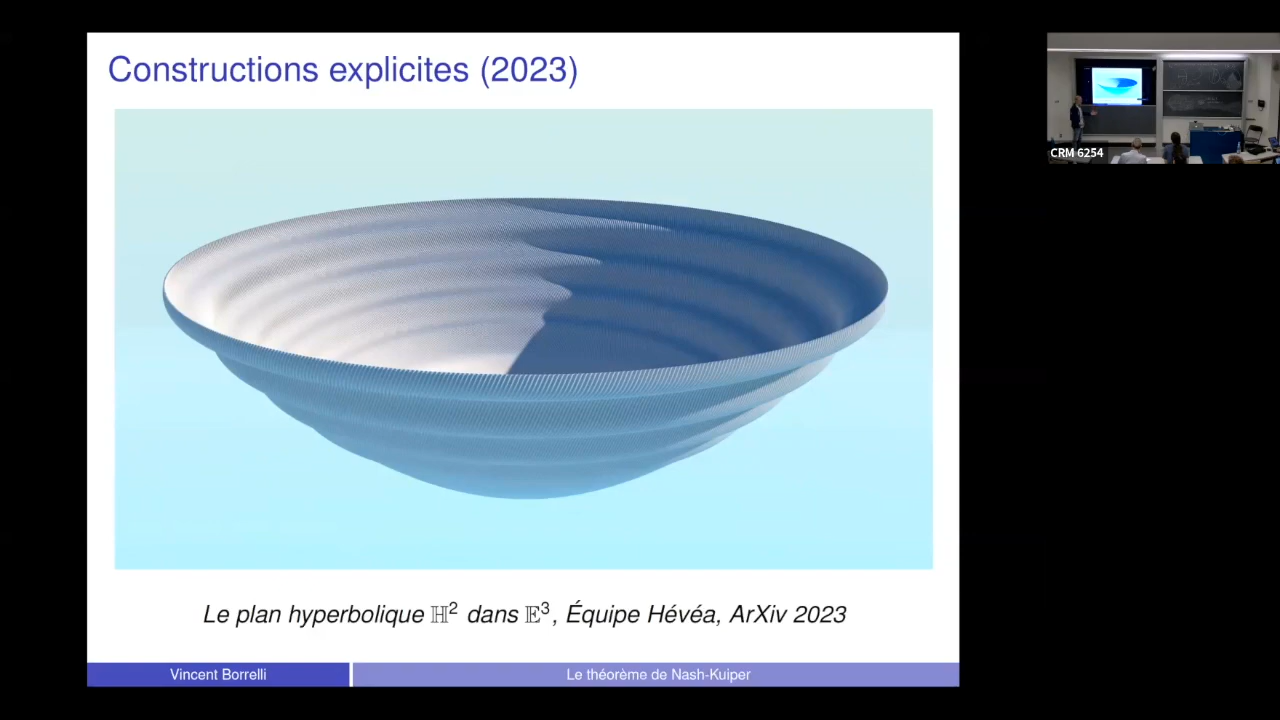 Constructions explicites (2023)
CRM 6254
Le plan hyperbolique ℍ² dans 𝔼³, Équipe Hévéa, ArXiv 2023
Vincent Borrelli
Le théorème de Nash-Kuiper